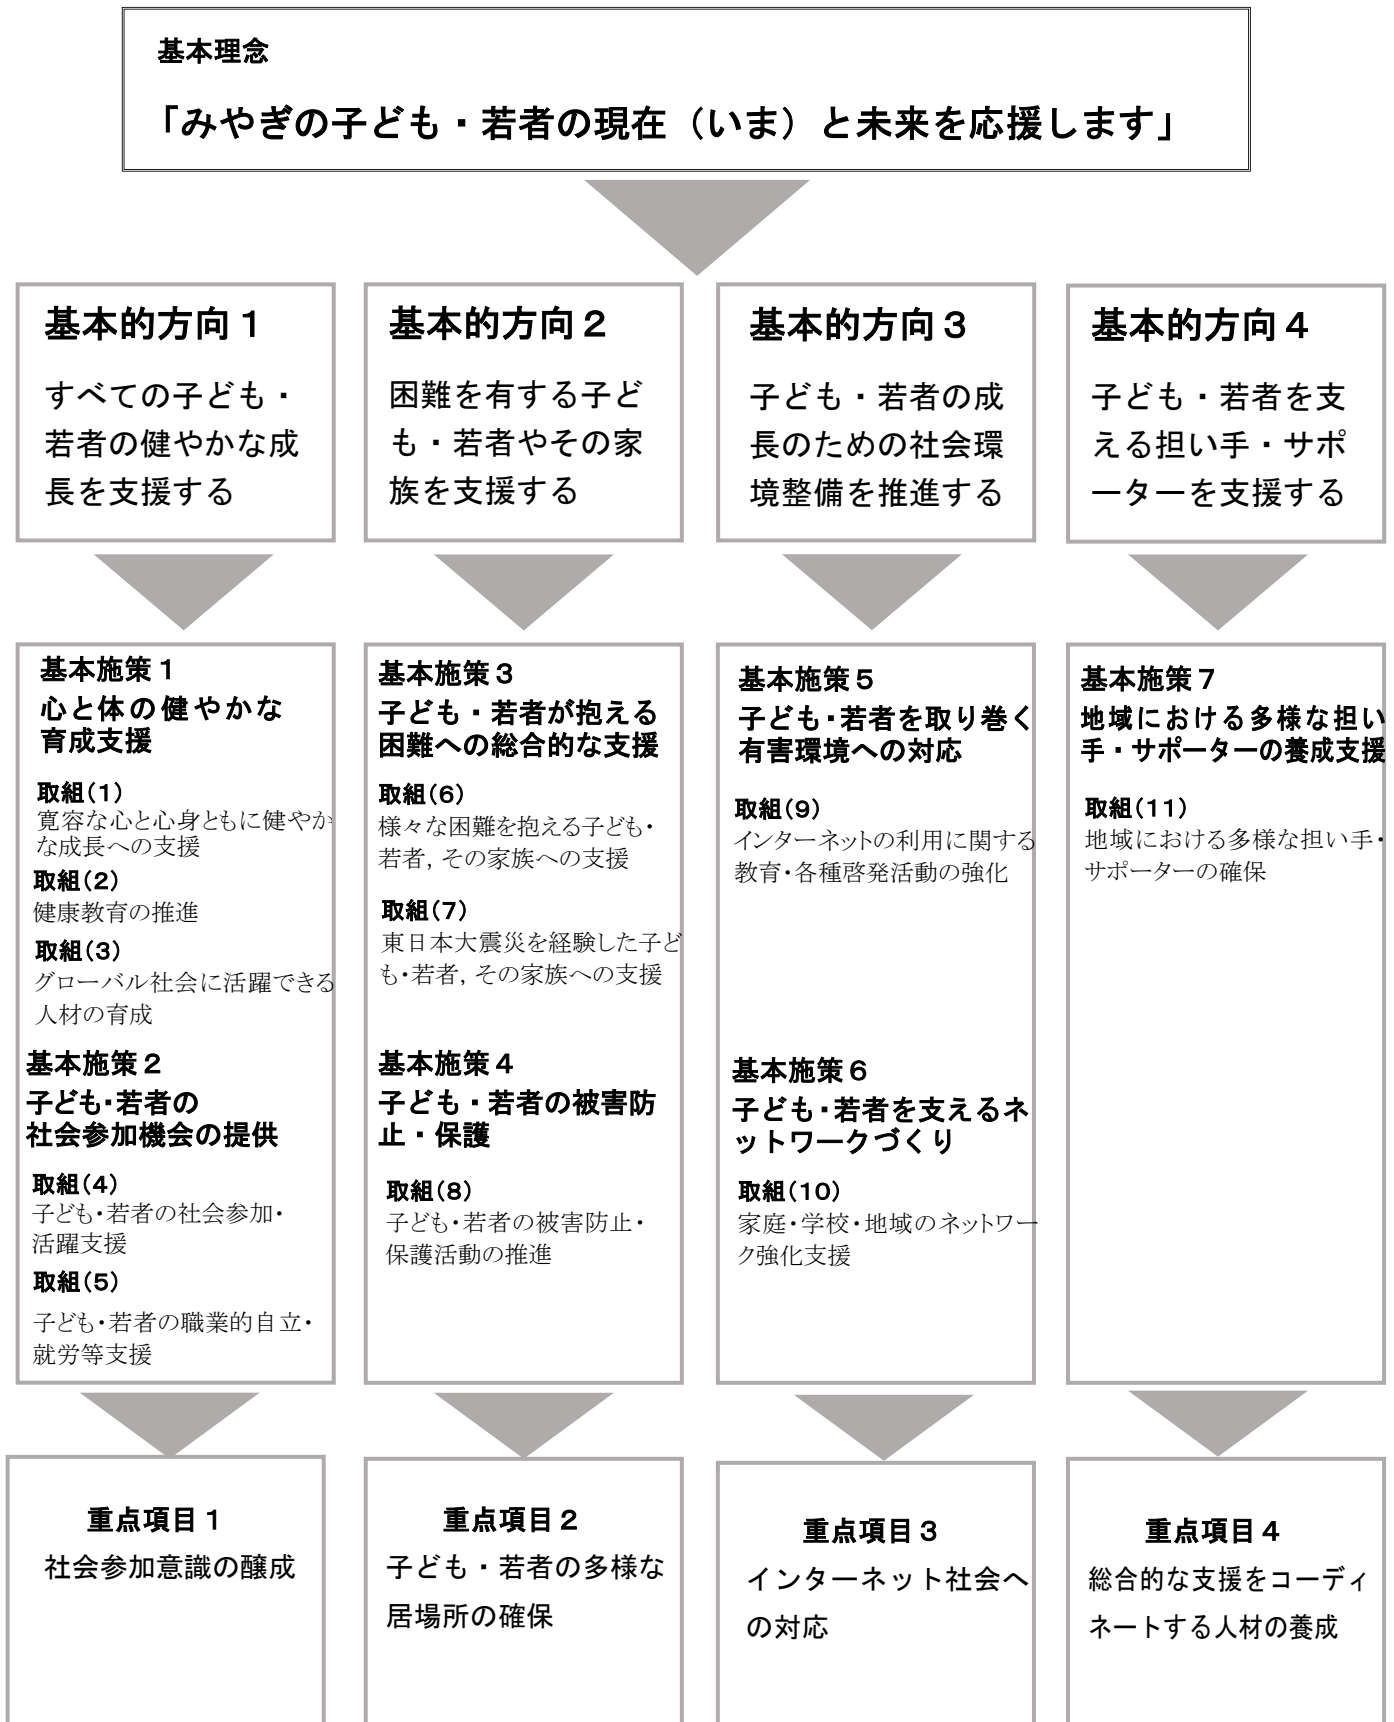 基本理念
「みやぎの子ども・若者の現在（いま）と未来を応援します」
基本的方向１
すべての子ども・
若者の健やかな成
長を支援する
基本的方向２
困難を有する子ど
も・若者やその家
族を支援する
基本的方向３
子ども・若者の成
長のための社会環
境整備を推進する
基本的方向４
子ども・若者を支
える担い手・サポ
ーターを支援する
基本施策１
心と体の健やかな
育成支援
取組(１)
寛容な心と心身ともに健やか
な成長への支援
取組(２)
健康教育の推進
取組(３)
グローバル社会に活躍できる
人材の育成
基本施策２
子ども・若者の
社会参加機会の提供
取組(４)
子ども・若者の社会参加・
活躍支援
取組(５)
子ども・若者の職業的自立・
就労等支援
基本施策３
子ども・若者が抱える
困難への総合的な支援
取組(６)
様々な困難を抱える子ども・
若者，その家族への支援
取組(７)
東日本大震災を経験した子ど
も・若者，その家族への支援
基本施策４
子ども・若者の被害防
止・保護
取組(８)
子ども・若者の被害防止・
保護活動の推進
基本施策５
子ども・若者を取り巻く
有害環境への対応
取組(９)
インターネットの利用に関する
教育・各種啓発活動の強化
基本施策６
子ども・若者を支えるネ
ットワークづくり
取組(10)
家庭・学校・地域のネットワー
ク強化支援
基本施策７
地域における多様な担い
手・サポーターの養成支援
取組(11)
地域における多様な担い手・
サポーターの確保
重点項目１
社会参加意識の醸成
重点項目２
子ども・若者の多様な
居場所の確保
重点項目３
インターネット社会へ
の対応
重点項目４
総合的な支援をコーディ
ネートする人材の養成